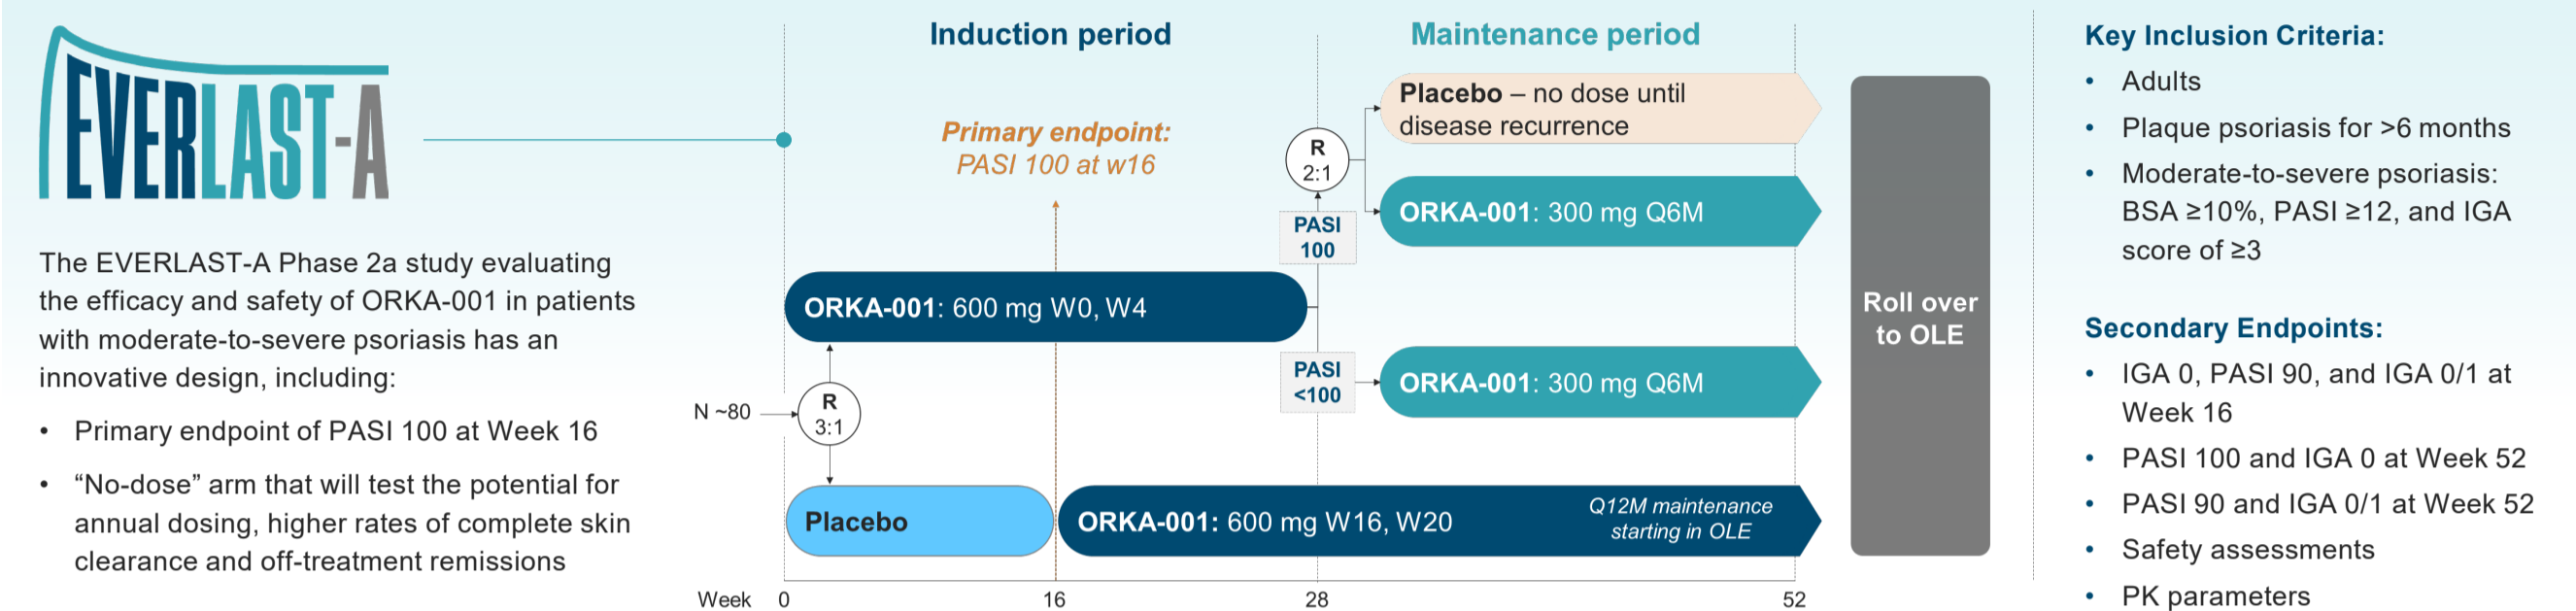 EVERLAST-A
The EVERLAST-A Phase 2a study evaluating
the efficacy and safety of ORKA-001 in patients
with moderate-to-severe psoriasis has an
innovative design, including:
• Primary endpoint of PASI 100 at Week 16
• “No-dose” arm that will test the potential for
annual dosing, higher rates of complete skin
clearance and off-treatment remissions
Induction period
Maintenance period
Primary endpoint:
PASI 100 at w16
N ~80
R
3:1
ORKA-001: 600 mg W0, W4
Placebo
ORKA-001: 600 mg W16, W20
Q12M maintenance
starting in OLE
PASI
100
R
2:1
PASI
<100
Placebo – no dose until
disease recurrence
ORKA-001: 300 mg Q6M
ORKA-001: 300 mg Q6M
Roll over
to OLE
Week 0 16 28 52
Key Inclusion Criteria:
• Adults
• Plaque psoriasis for >6 months
• Moderate-to-severe psoriasis:
BSA ≥10%, PASI ≥12, and IGA
score of ≥3
Secondary Endpoints:
• IGA 0, PASI 90, and IGA 0/1 at
Week 16
• PASI 100 and IGA 0 at Week 52
• PASI 90 and IGA 0/1 at Week 52
• Safety assessments
• PK parameters